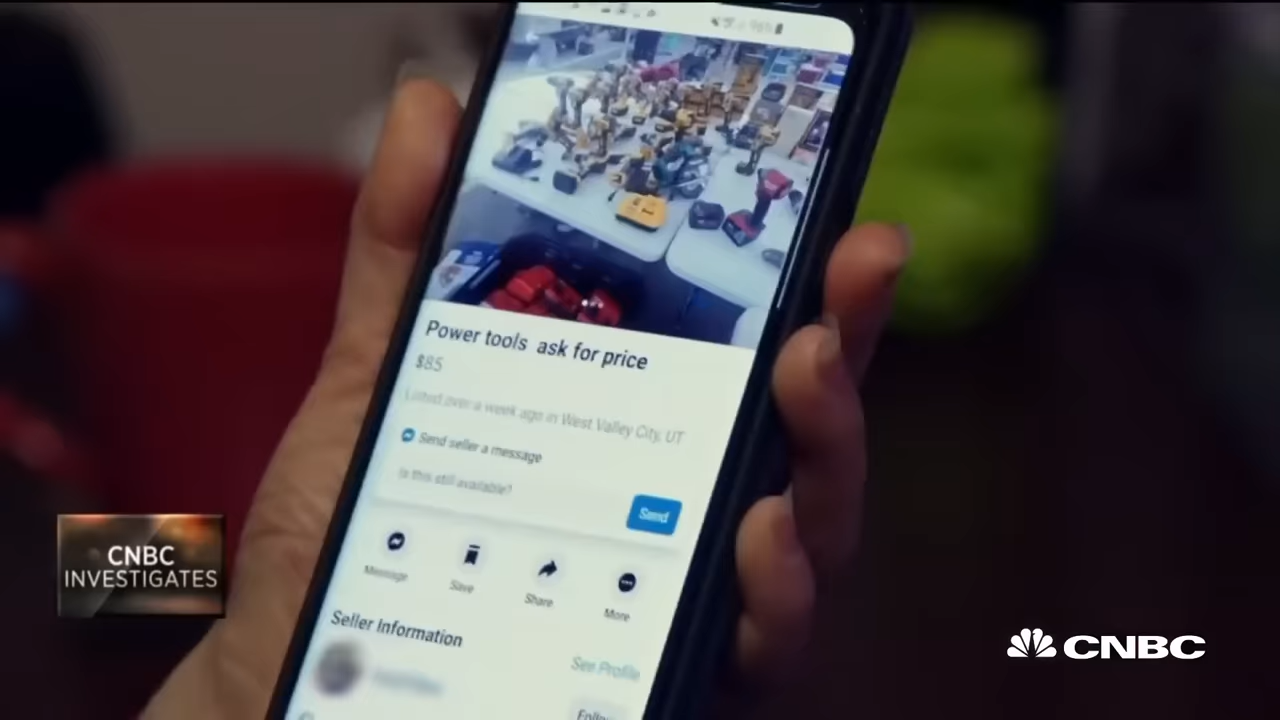 96%
Power tools ask for price
$85
Listed over a week ago in West Valley City, UT
Send seller a message
Is this still available?
Send
Message
Save
Share
More
Seller Information
See Profile
CNBC
INVESTIGATES
CNBC